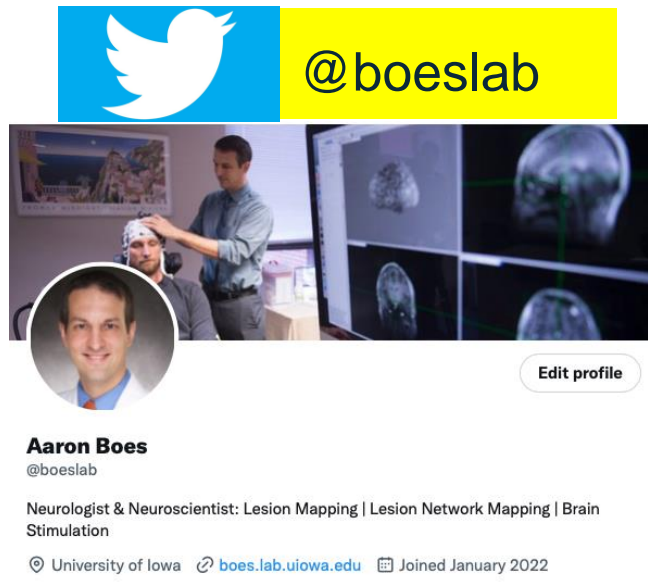 @boeslab
Edit profile
Aaron Boes
@boeslab
Neurologist & Neuroscientist: Lesion Mapping | Lesion Network Mapping | Brain
Stimulation
University of Iowa boes.lab.uiowa.edu Joined January 2022